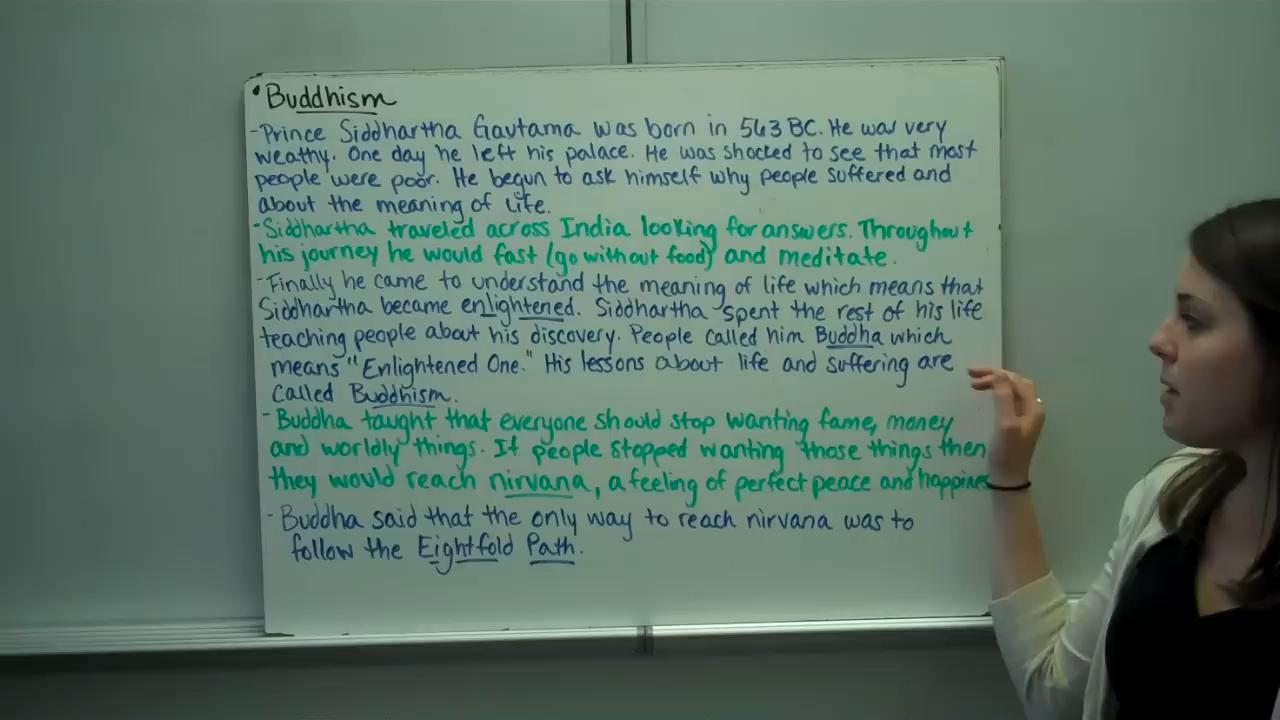 • Buddhism
- Prince Siddhartha Gautama was born in 563 BC. He was very
weathy. One day he left his palace. He was shocked to see that most
people were poor. He begun to ask himself why people suffered and
about the meaning of life.
- Siddhartha traveled across India looking for answers. Throughout
his journey he would fast (go without food) and meditate.
- Finally he came to understand the meaning of life which means that
Siddhartha became enlightened. Siddhartha spent the rest of his life
teaching people about his discovery. People called him Buddha which
means "Enlightened One." His lessons about life and suffering are
called Buddhism.
- Buddha taught that everyone should stop wanting fame, money
and worldly things. If people stopped wanting those things then
they would reach nirvana, a feeling of perfect peace and happines
- Buddha said that the only way to reach nirvana was to
follow the Eightfold Path.